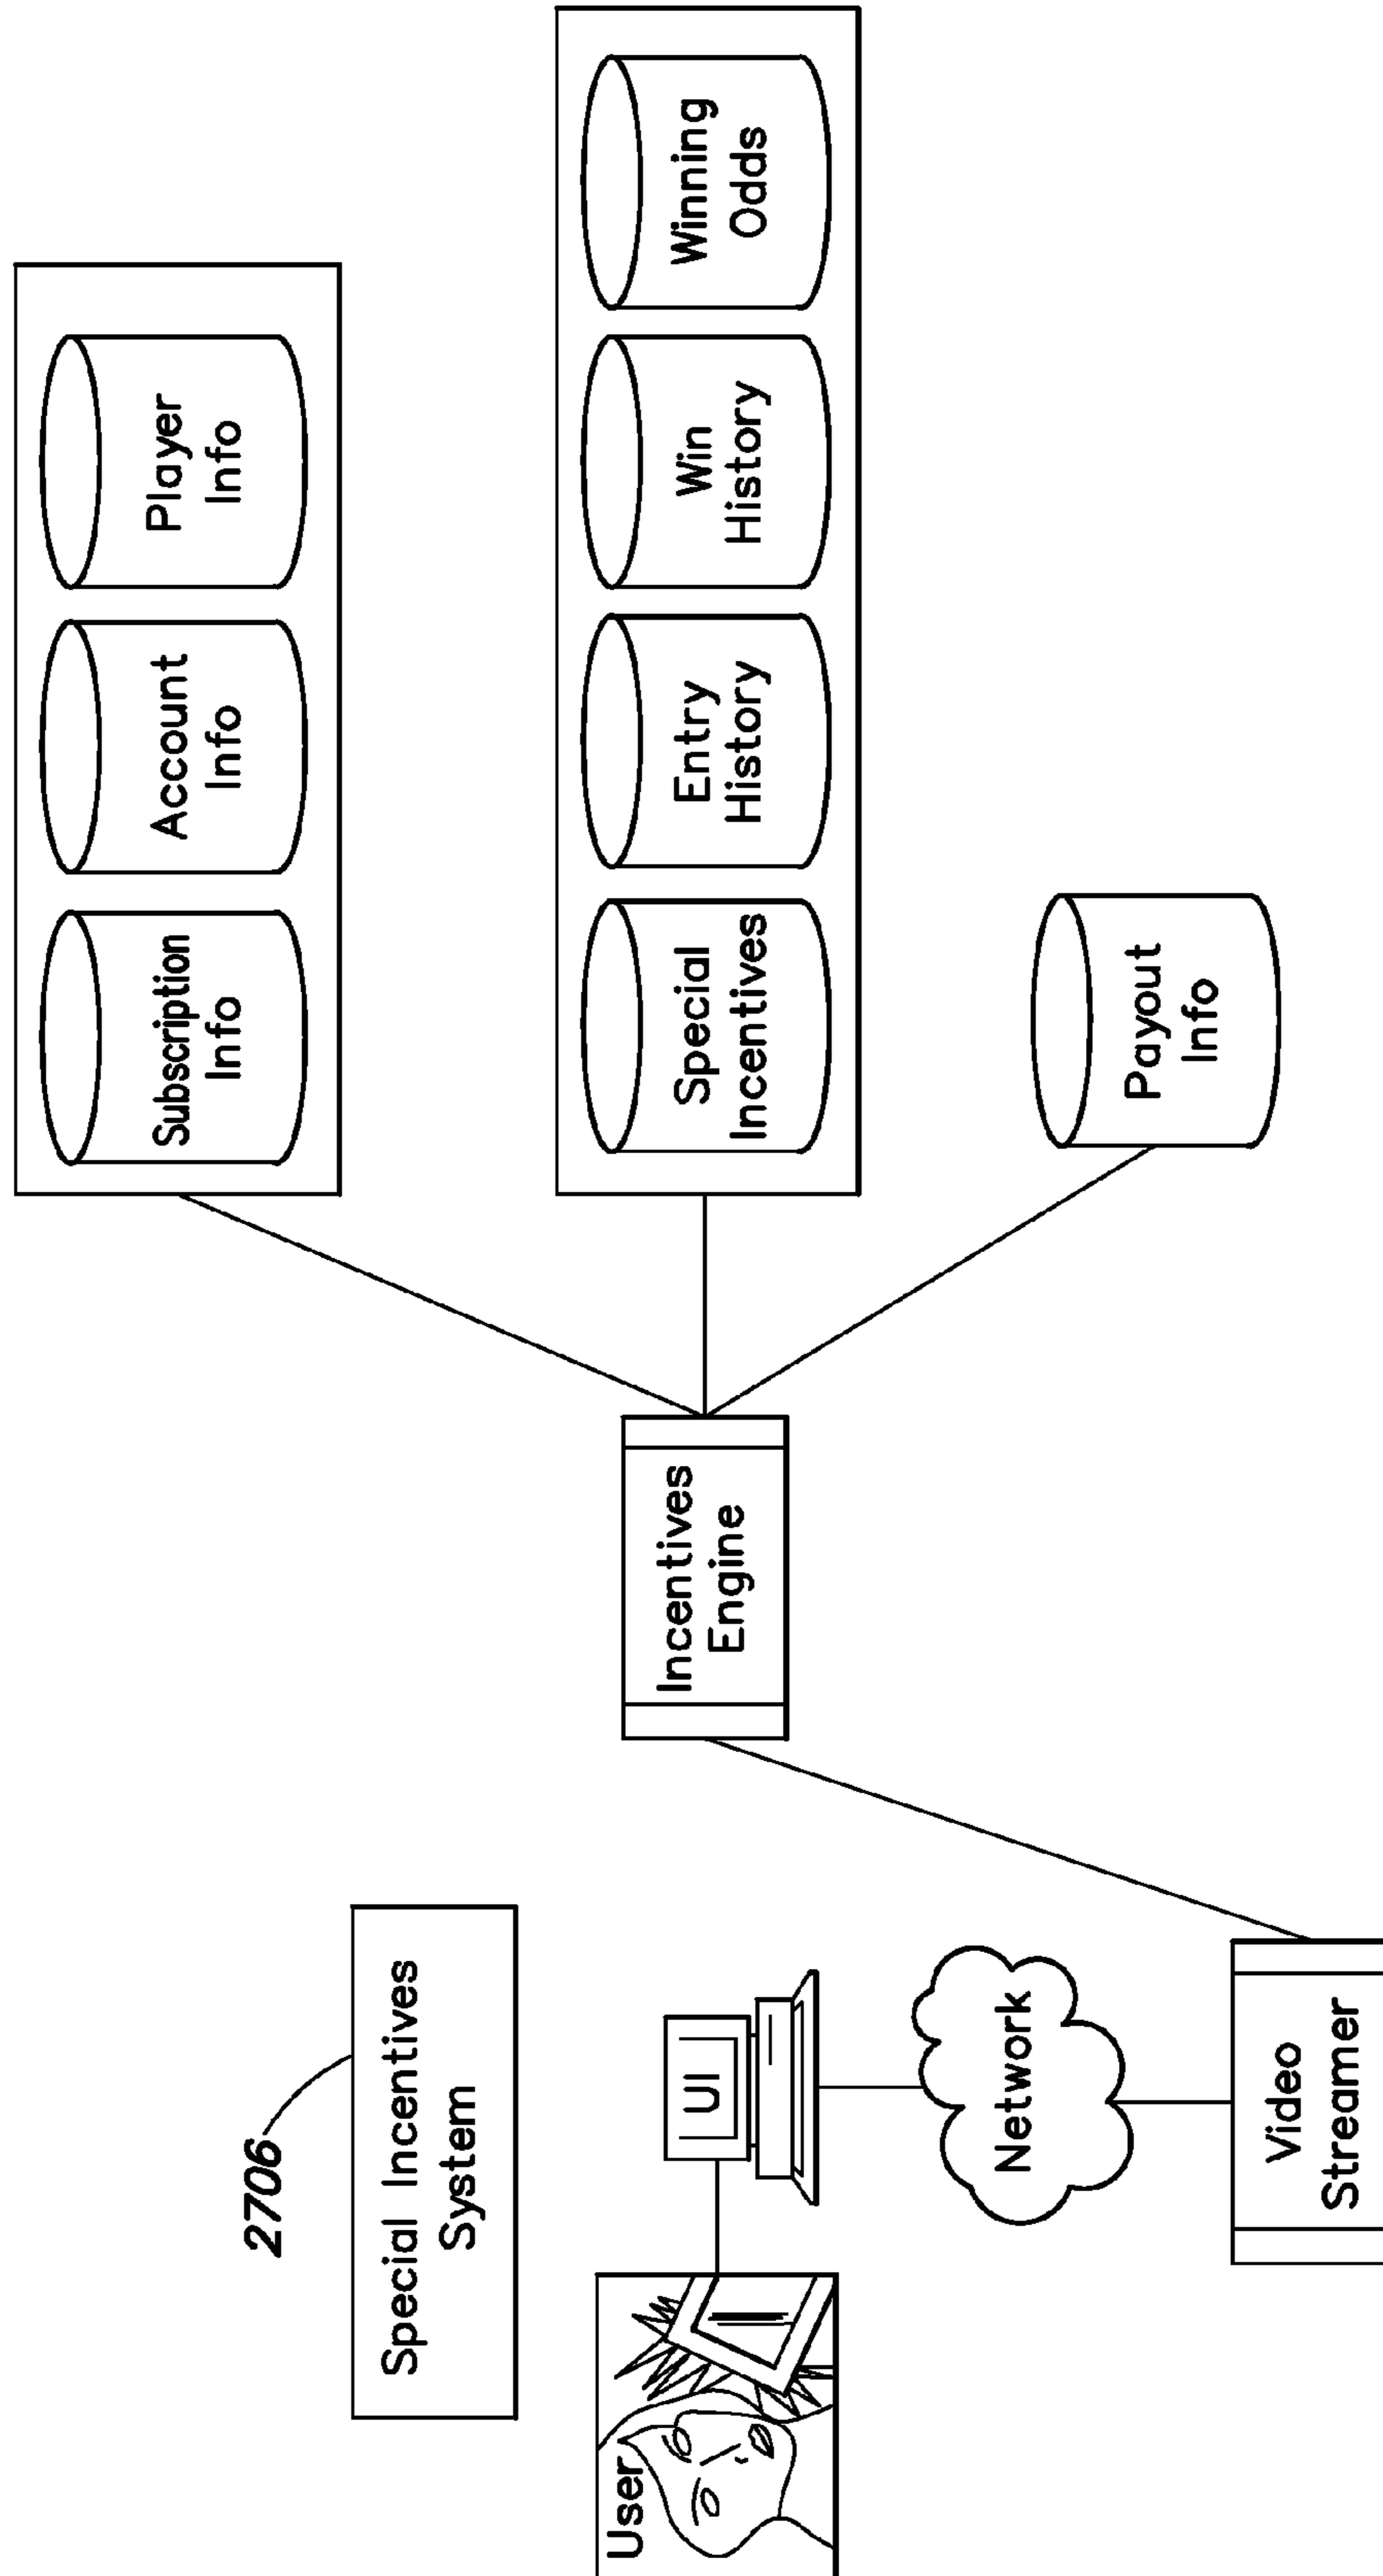 2706
Special Incentives
System
User
UI
Network
Video
Streamer
Incentives
Engine
Subscription
Info
Account
Info
Player
Info
Special
Incentives
Entry
History
Win
History
Winning
Odds
Payout
Info